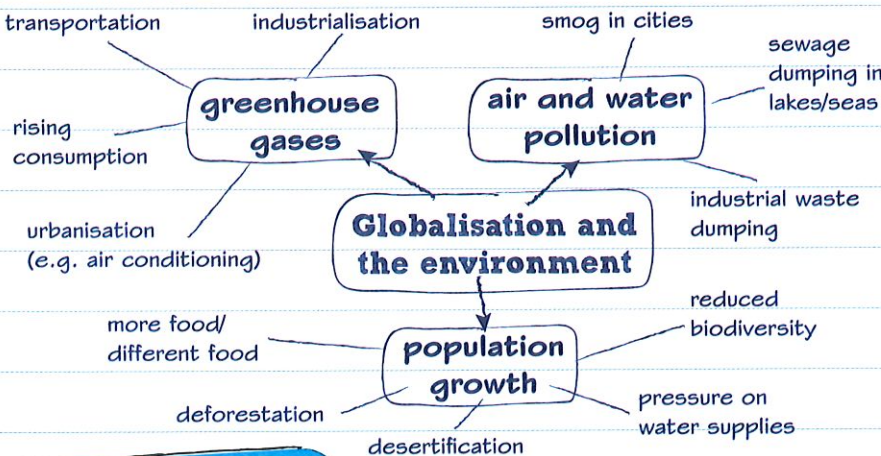 transportation
industrialisation
smog in cities
sewage
dumping in
lakes/seas
greenhouse
gases
air and water
pollution
rising
consumption
industrial waste
dumping
urbanisation
(e.g. air conditioning)
Globalisation and
the environment
reduced
biodiversity
more food/
different food
population
growth
deforestation
pressure on
water supplies
desertification